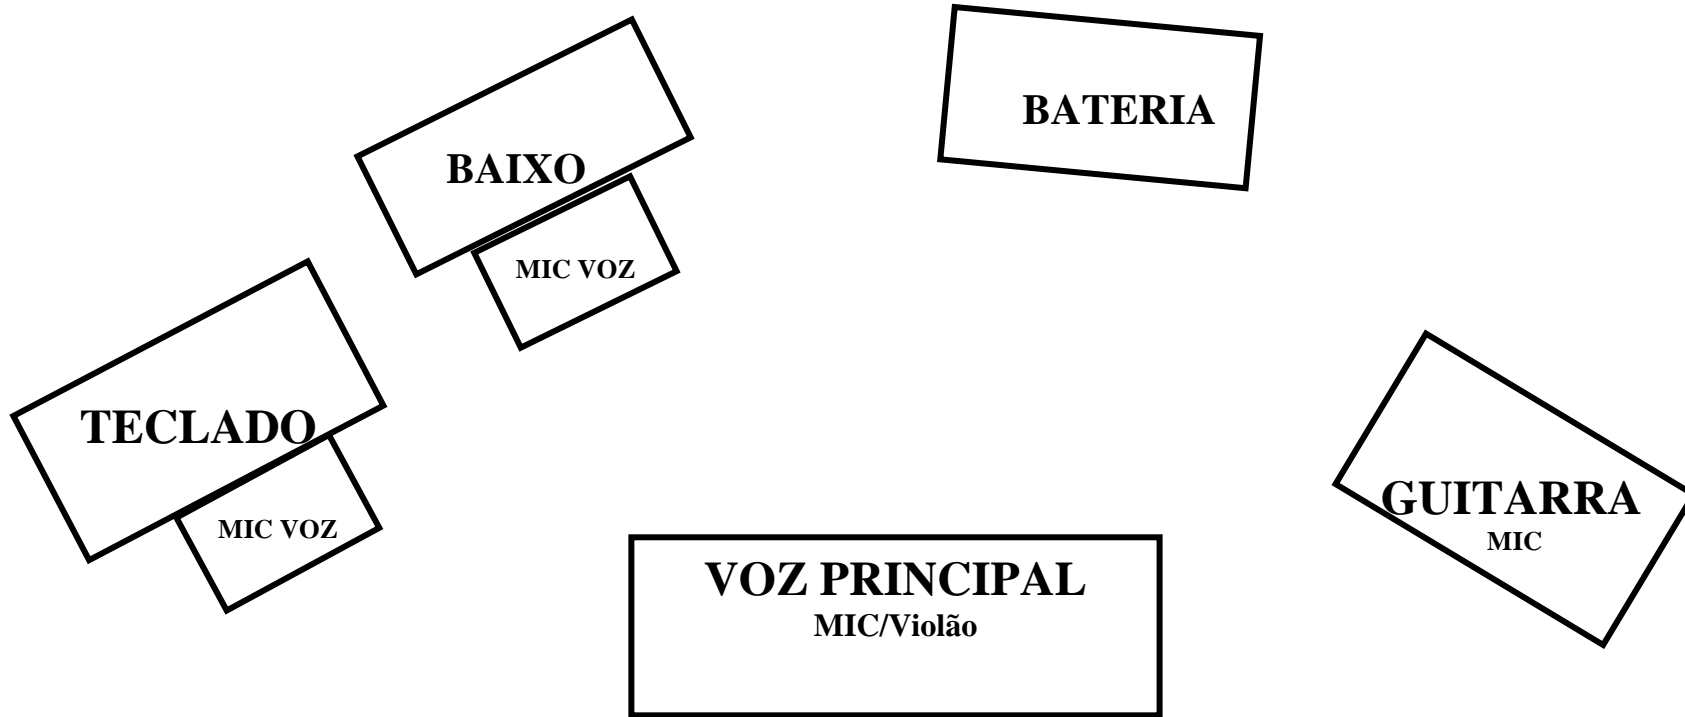 BATERIA
BAIXO
MIC VOZ
TECLADO
MIC VOZ
GUITARRA
MIC
VOZ PRINCIPAL
MIC/Violão